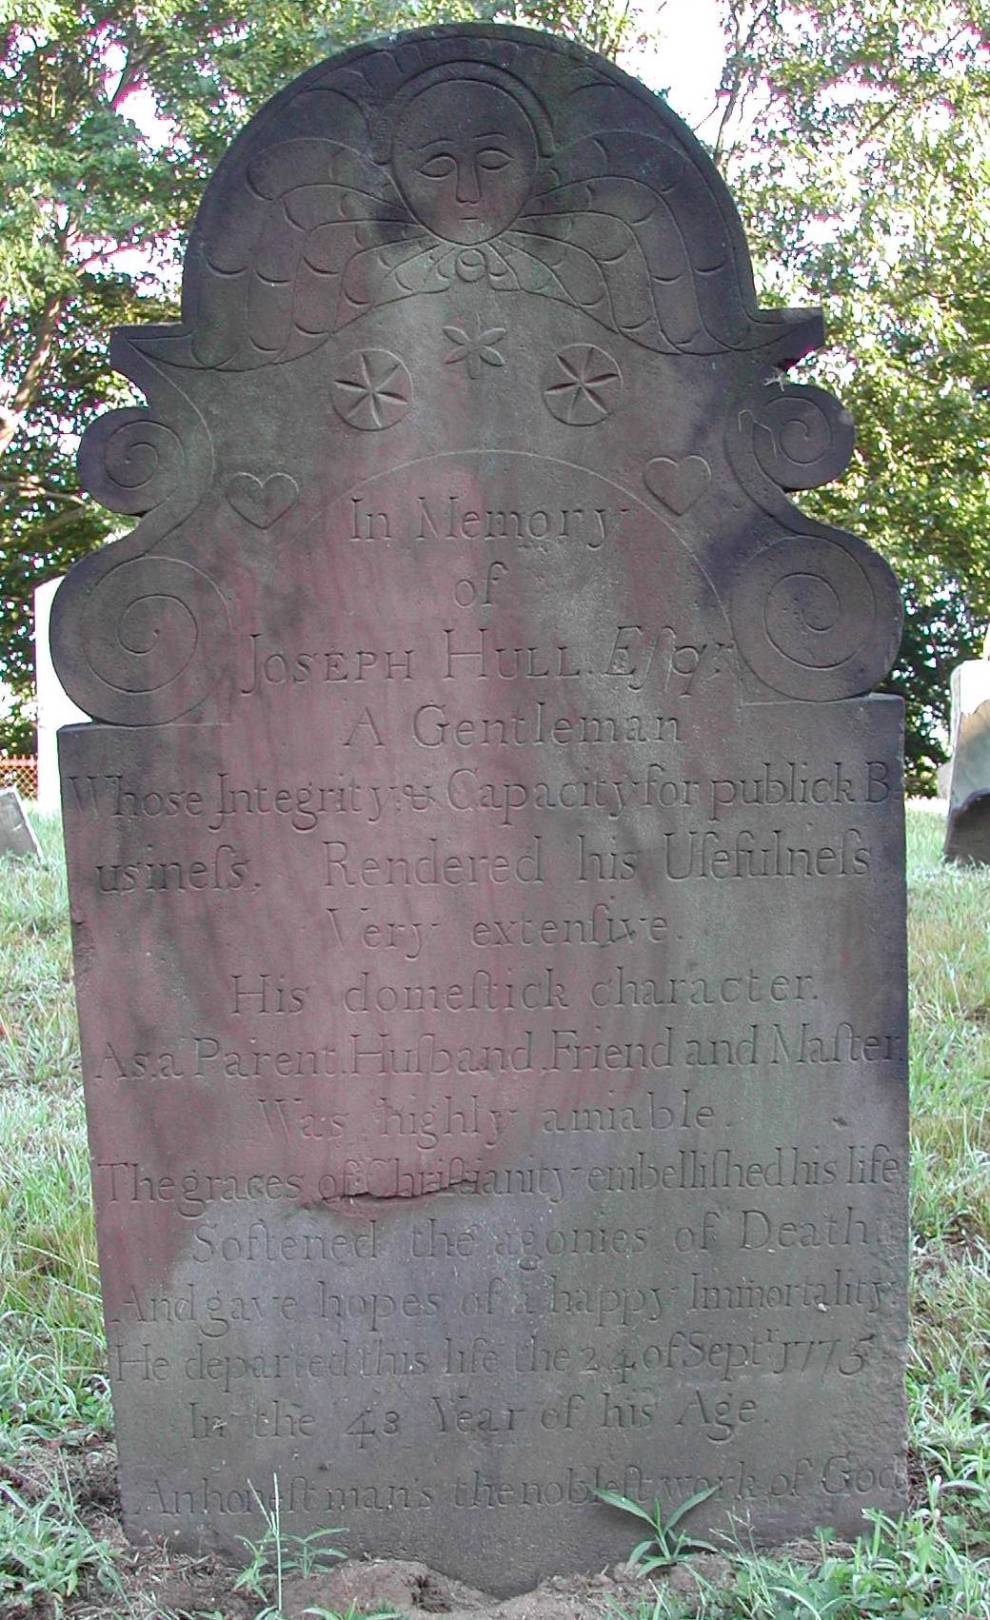 In Memory
of
JOSEPH HULL. Eſqr
A Gentleman
Whose Integrity & Capacity for publick B
usineſs. Rendered his Uſefulneſs
Very extenſive.
His domeſtick character.
As a Parent. Huſband. Friend and Maſter.
Was highly amiable.
The graces of Chriſtianity embelliſhed his life
Softened the agonies of Death
And gave hopes of a happy Immortality.
He departed this life the 24 of Septr 1775
In the 48 Year of his Age.
An honeſt man's the nobleſt work of God.